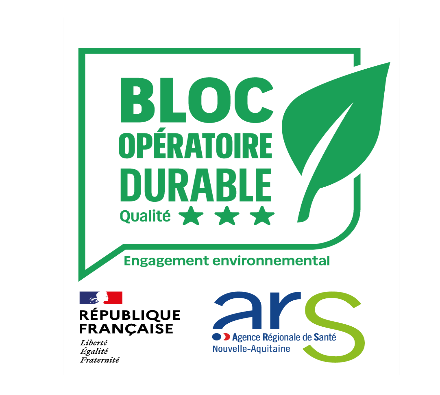 BLOC
OPÉRATOIRE
DURABLE
Qualité
Engagement environnemental
RÉPUBLIQUE
FRANÇAISE
Liberté
Égalité
Fraternité
ars
Agence Régionale de Santé
Nouvelle-Aquitaine